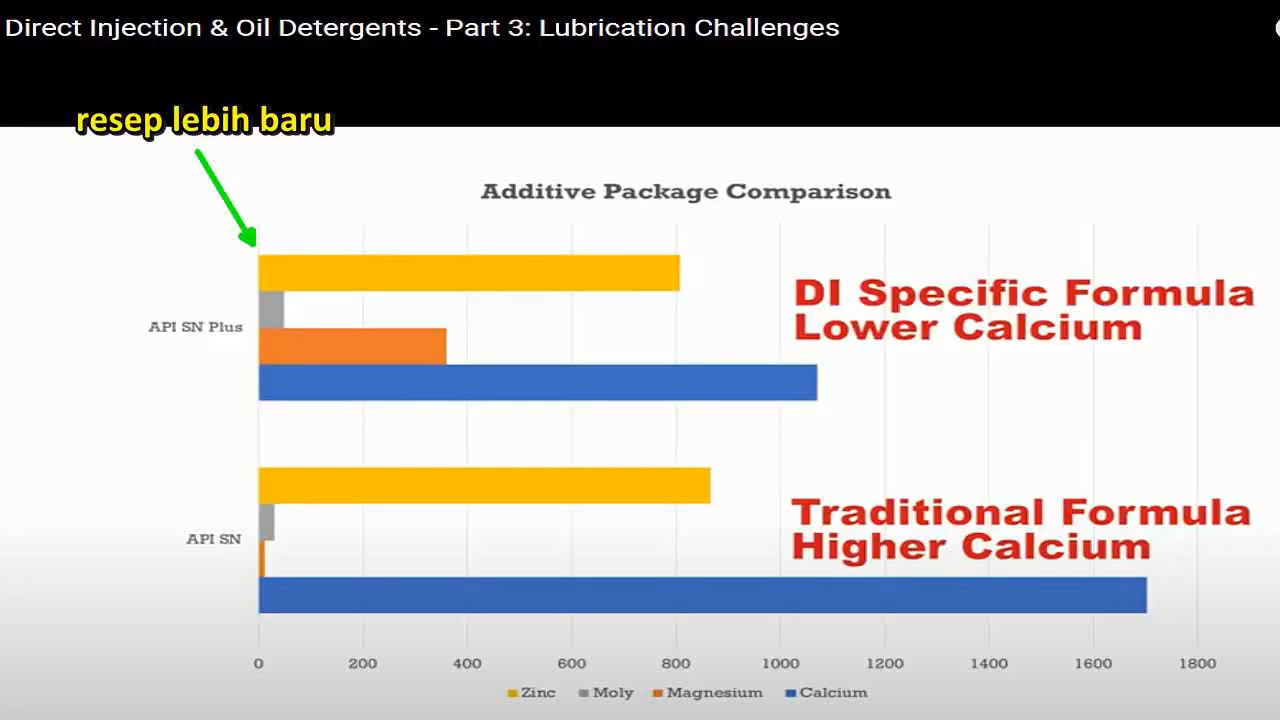 Direct Injection & Oil Detergents - Part 3: Lubrication Challenges
resep lebih baru
Additive Package Comparison
DI Specific Formula
Lower Calcium
API SN Plus
Traditional Formula
Higher Calcium
API SN
0 200 400 600 800 1000 1200 1400 1600 1800
Zinc Moly Magnesium Calcium